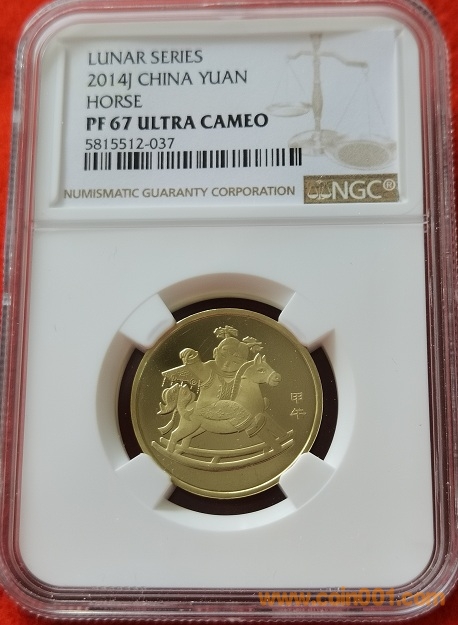 LUNAR SERIES
2014J CHINA YUAN
HORSE
PF 67 ULTRA CAMEO
5815512-037
NUMISMATIC GUARANTY CORPORATION
NGC®
甲
午
www.coin001.com